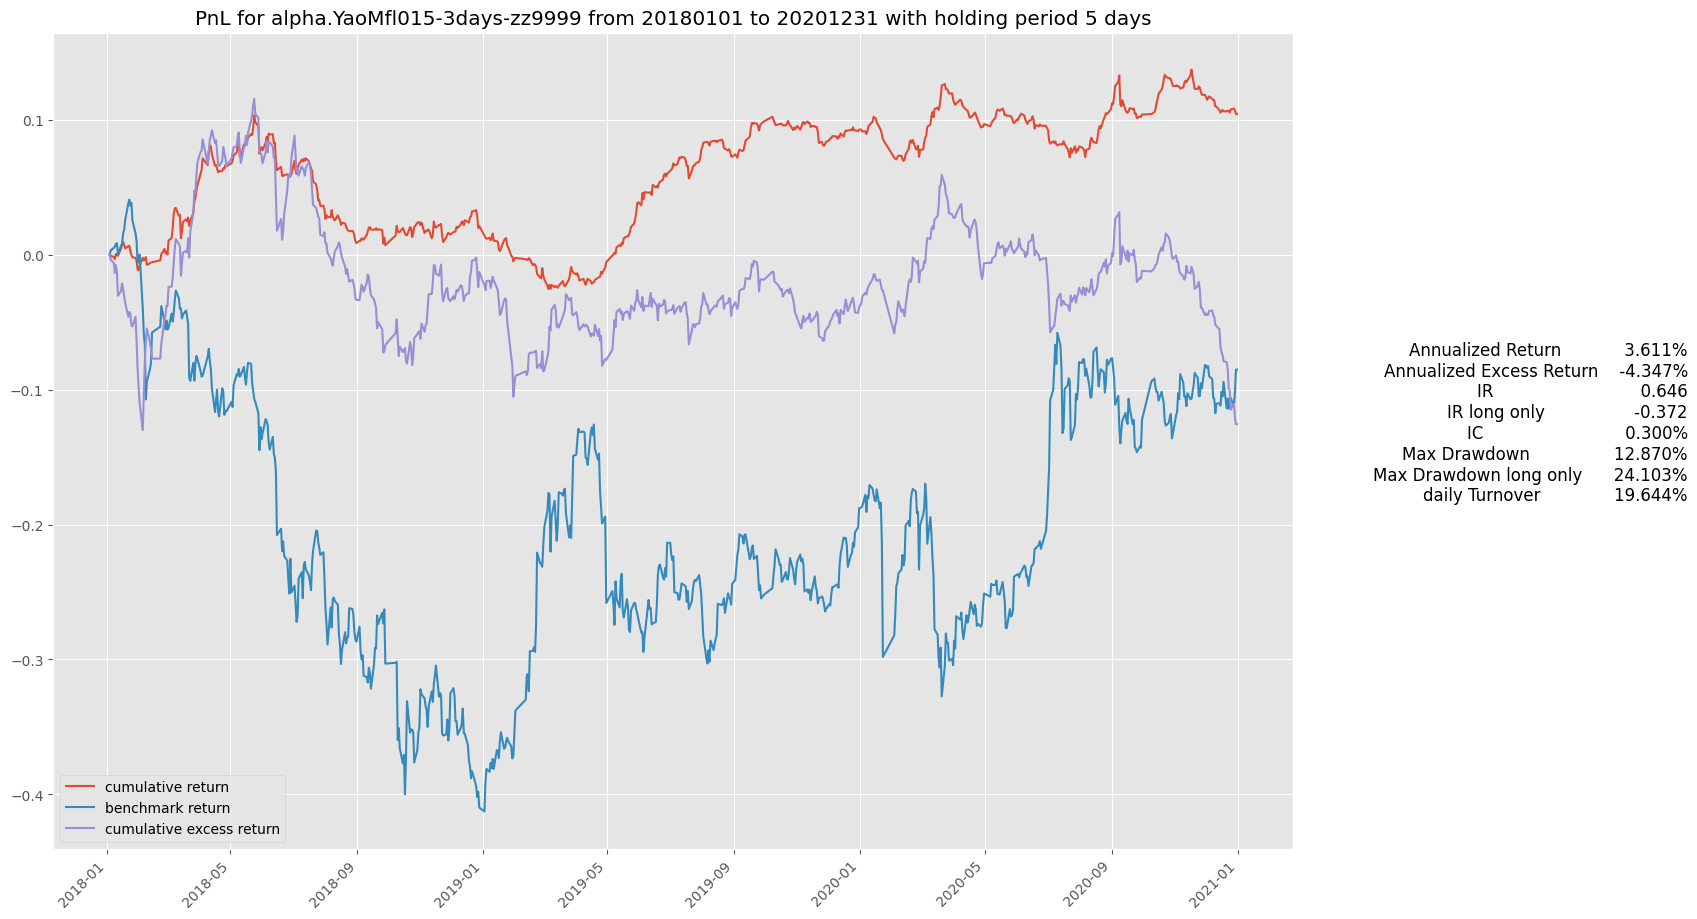 PnL for alpha.YaoMfl015-3days-zz9999 from 20180101 to 20201231 with holding period 5 days
0.1
0.0
−0.1
−0.2
−0.3
−0.4
Annualized Return 3.611%
Annualized Excess Return -4.347%
IR 0.646
IR long only -0.372
IC 0.300%
Max Drawdown 12.870%
Max Drawdown long only 24.103%
daily Turnover 19.644%
cumulative return
benchmark return
cumulative excess return
2018-01
2018-05
2018-09
2019-01
2019-05
2019-09
2020-01
2020-05
2020-09
2021-01